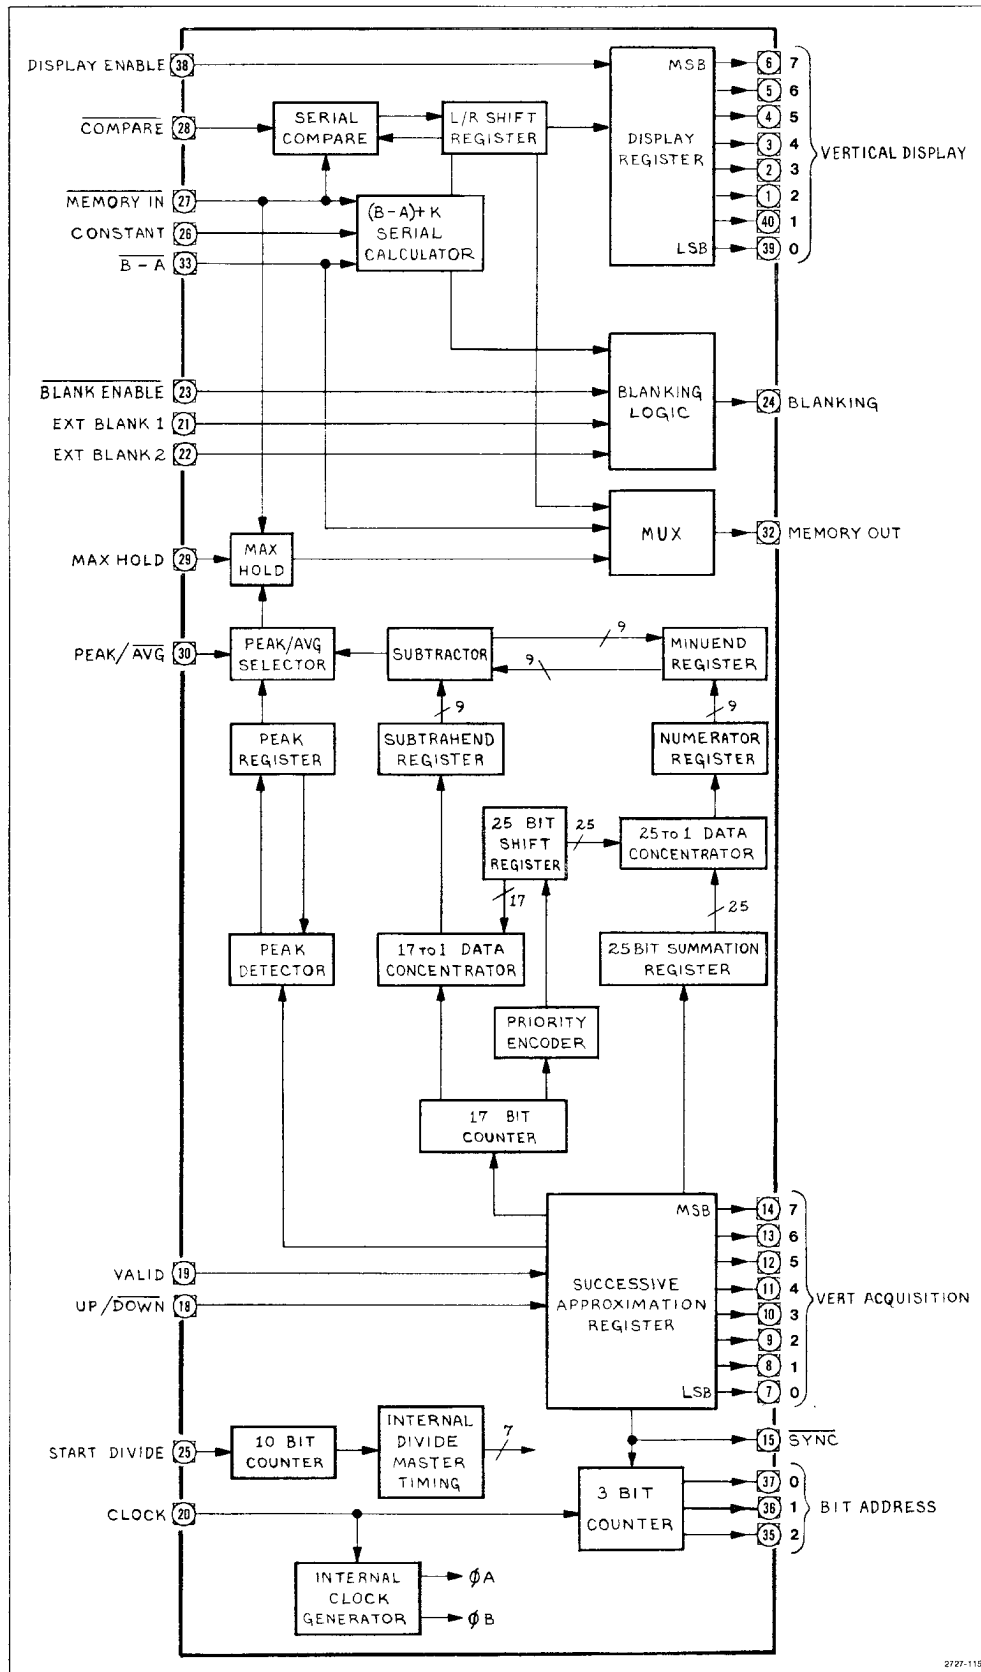 DISPLAY ENABLE 38
COMPARE 28
MEMORY IN 27
CONSTANT 26
B - A 33
BLANK ENABLE 23
EXT BLANK 1 21
EXT BLANK 2 22
MAX HOLD 29
PEAK/AVG 30
VALID 19
UP/DOWN 18
START DIVIDE 25
CLOCK 20
SERIAL
COMPARE
L/R SHIFT
REGISTER
(B-A)+K
SERIAL
CALCULATOR
MSB
DISPLAY
REGISTER
LSB
6 7
5 6
4 5
3 4
2 3
1 2
40 1
39 0
VERTICAL DISPLAY
BLANKING
LOGIC
24 BLANKING
MUX
32 MEMORY OUT
MAX
HOLD
PEAK/AVG
SELECTOR
SUBTRACTOR
9
9
MINUEND
REGISTER
9
9
PEAK
REGISTER
SUBTRAHEND
REGISTER
NUMERATOR
REGISTER
25 BIT
SHIFT
REGISTER
25
17
25 TO 1 DATA
CONCENTRATOR
25
PEAK
DETECTOR
17 TO 1 DATA
CONCENTRATOR
25 BIT SUMMATION
REGISTER
PRIORITY
ENCODER
17 BIT
COUNTER
MSB
SUCCESSIVE
APPROXIMATION
REGISTER
LSB
14 7
13 6
12 5
11 4
10 3
9 2
8 1
7 0
VERT ACQUISITION
15 SYNC
10 BIT
COUNTER
INTERNAL
DIVIDE
MASTER
TIMING
7
3 BIT
COUNTER
37 0
36 1
35 2
BIT ADDRESS
INTERNAL
CLOCK
GENERATOR
ØA
ØB
2727-115